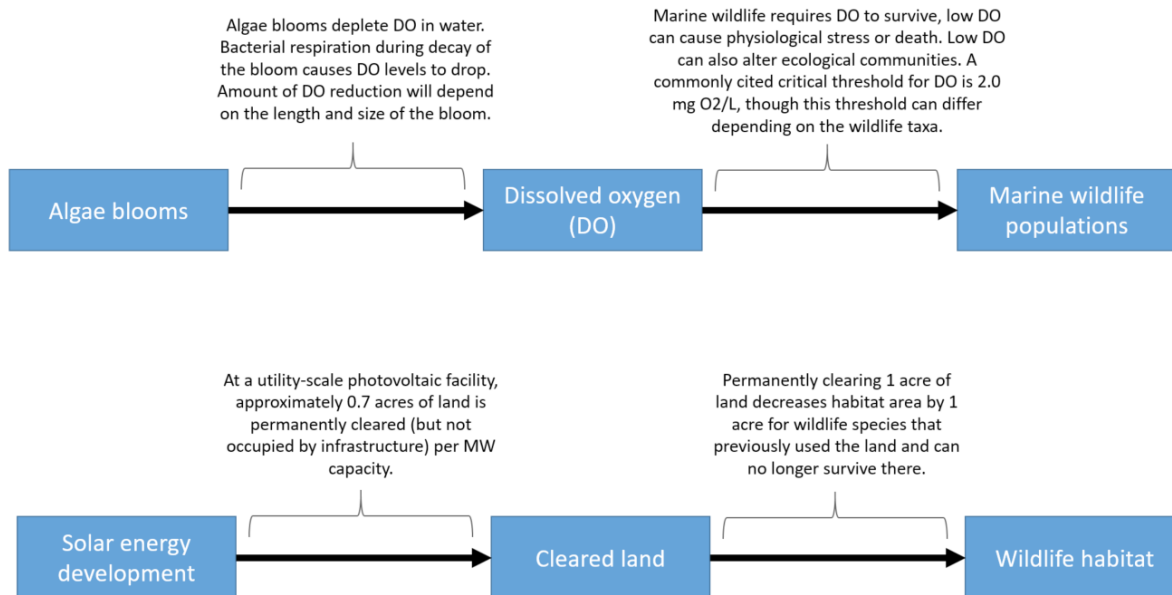 Algae blooms deplete DO in water.
Bacterial respiration during decay of
the bloom causes DO levels to drop.
Amount of DO reduction will depend
on the length and size of the bloom.
Marine wildlife requires DO to survive, low DO
can cause physiological stress or death. Low DO
can also alter ecological communities. A
commonly cited critical threshold for DO is 2.0
mg O2/L, though this threshold can differ
depending on the wildlife taxa.
Algae blooms
Dissolved oxygen
(DO)
Marine wildlife
populations
At a utility-scale photovoltaic facility,
approximately 0.7 acres of land is
permanently cleared (but not
occupied by infrastructure) per MW
capacity.
Permanently clearing 1 acre of
land decreases habitat area by 1
acre for wildlife species that
previously used the land and can
no longer survive there.
Solar energy
development
Cleared land
Wildlife habitat